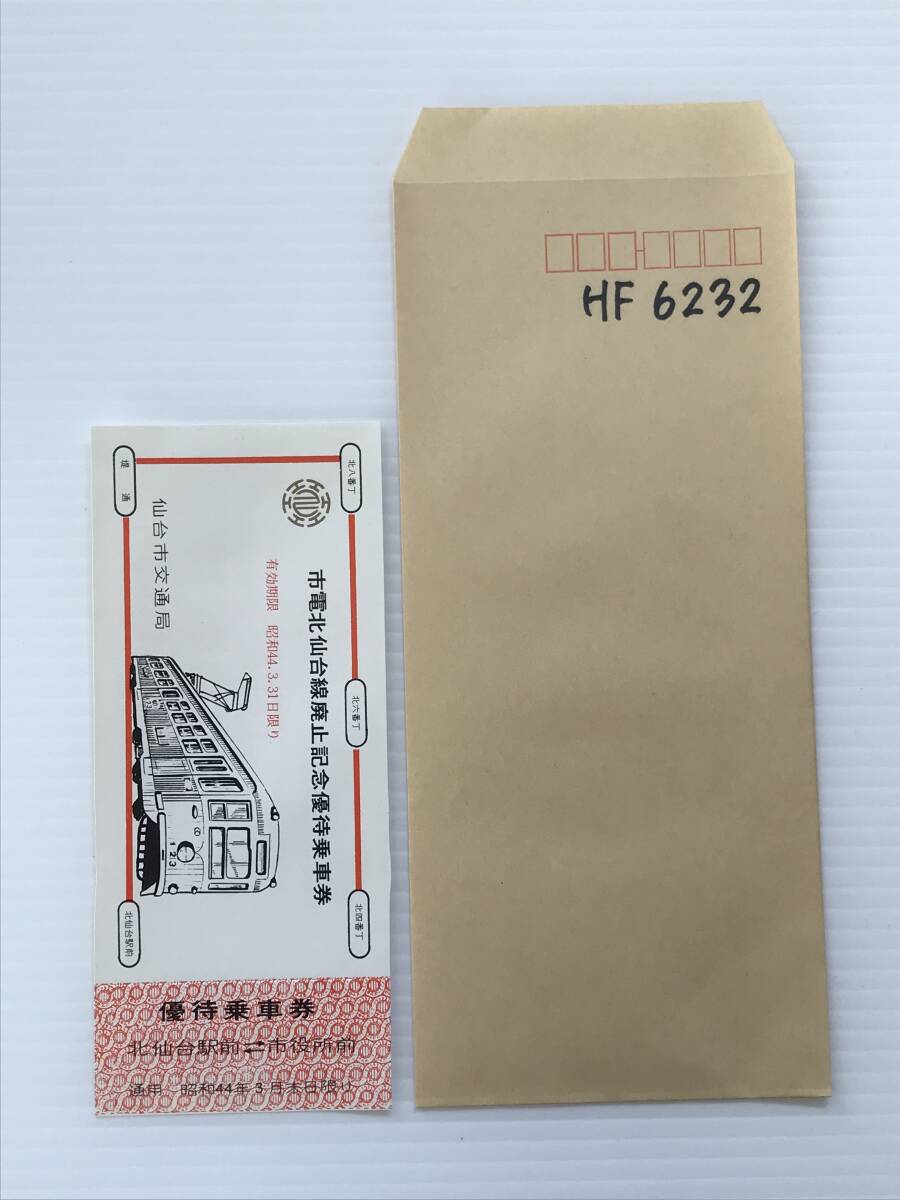 HF 6232
堤通
北八番丁
北六番丁
北四番丁
北仙台駅前
市電北仙台線廃止記念優待乗車券
有効期限 昭和44.3.31日限り
仙台市交通局
123
優待乗車券
北仙台駅前⇄市役所前
通用 昭和44年3月末日限り